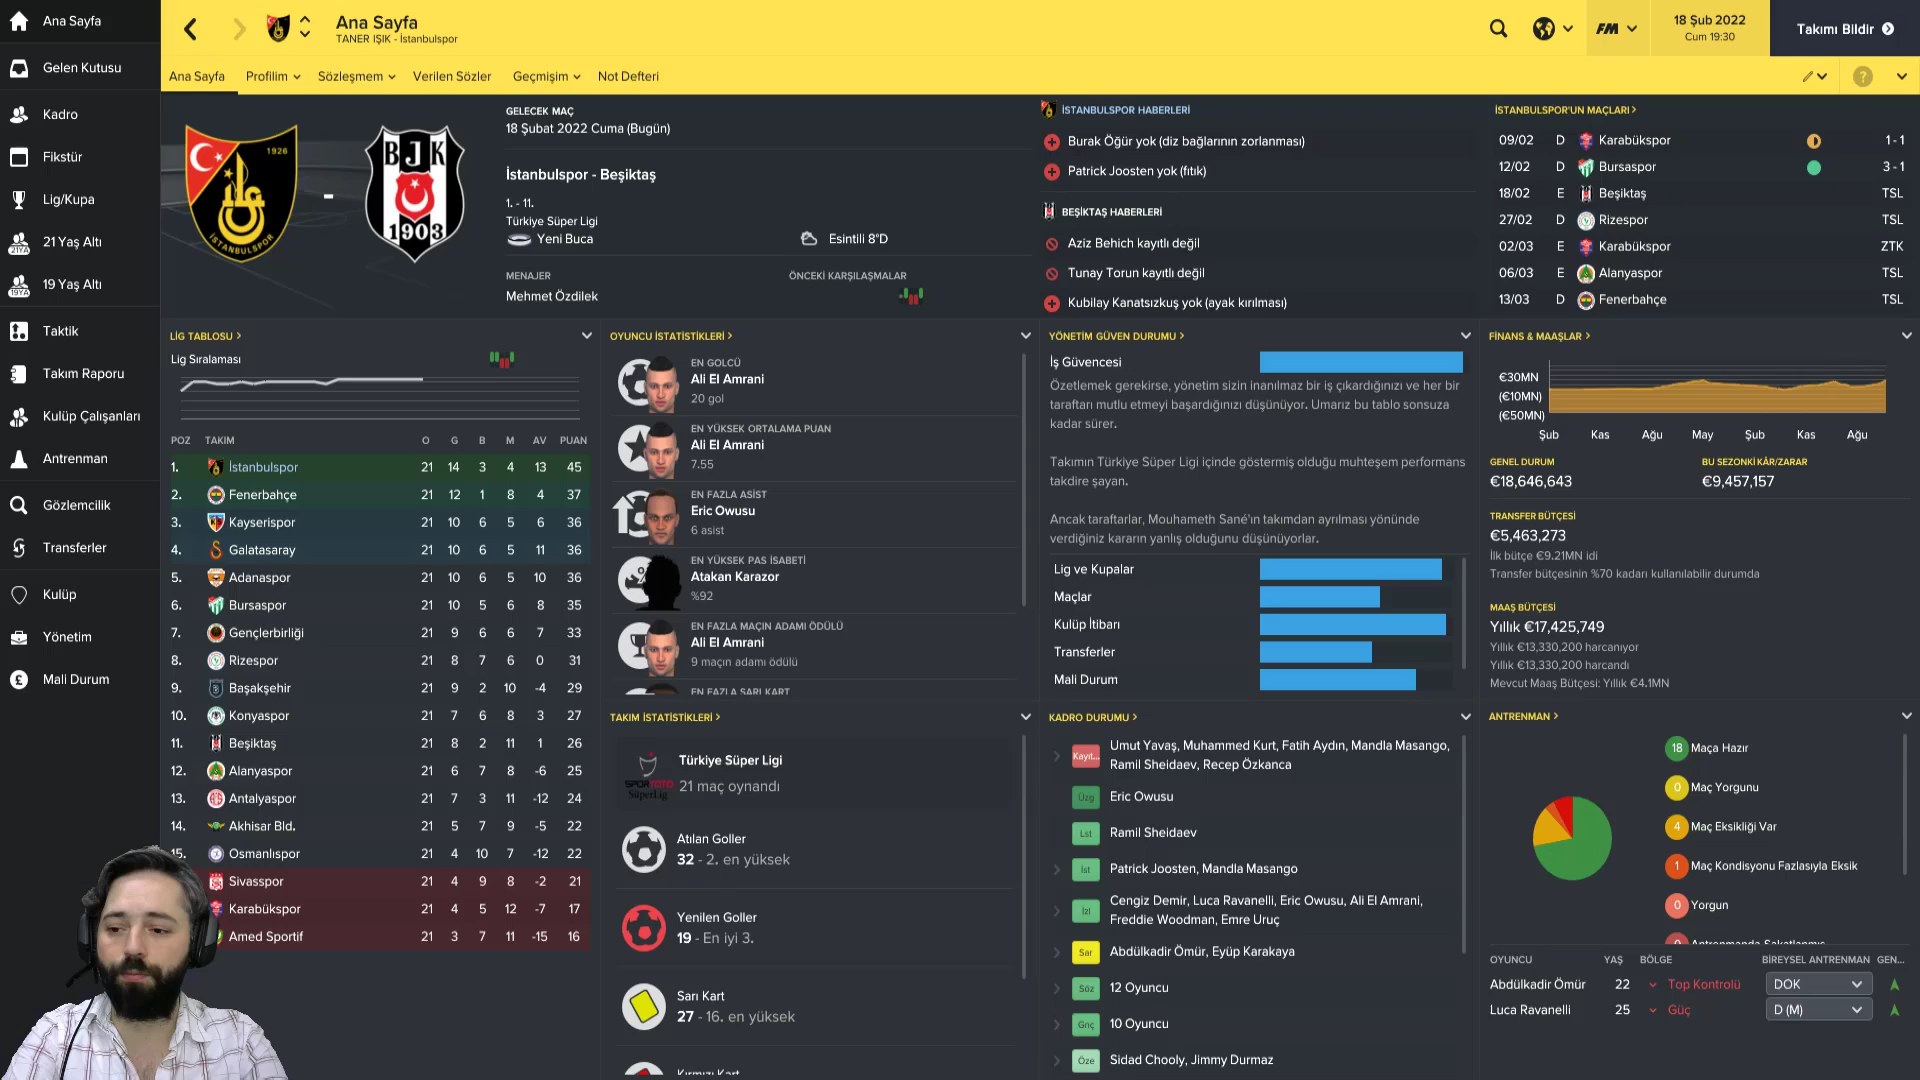 Ana Sayfa
Gelen Kutusu
Kadro
Fikstür
Lig/Kupa
21 Yaş Altı
19 Yaş Altı
Taktik
Takım Raporu
Kulüp Çalışanları
Antrenman
Gözlemcilik
Transferler
Kulüp
Yönetim
Mali Durum
Ana Sayfa
TANER IŞIK - İstanbulspor
FM
18 Şub 2022
Cum 19:30
Takımı Bildir
Ana Sayfa Profilim Sözleşmem Verilen Sözler Geçmişim Not Defteri
1926
İSTANBULSPOR
-
BJK
1903
GELECEK MAÇ
18 Şubat 2022 Cuma (Bugün)
İstanbulspor - Beşiktaş
1. - 11.
Türkiye Süper Ligi
Yeni Buca
Esintili 8°D
MENAJER
Mehmet Özdilek
ÖNCEKİ KARŞILAŞMALAR
İSTANBULSPOR HABERLERİ
Burak Öğür yok (diz bağlarının zorlanması)
Patrick Joosten yok (fıtık)
BEŞİKTAŞ HABERLERİ
Aziz Behich kayıtlı değil
Tunay Torun kayıtlı değil
Kubilay Kanatsızkuş yok (ayak kırılması)
İSTANBULSPOR'UN MAÇLARI >
09/02 D Karabükspor 1 - 1
12/02 D Bursaspor 3 - 1
18/02 E Beşiktaş TSL
27/02 D Rizespor TSL
02/03 E Karabükspor ZTK
06/03 E Alanyaspor TSL
13/03 D Fenerbahçe TSL
LİG TABLOSU >
Lig Sıralaması
POZ TAKIM O G B M AV PUAN
1. İstanbulspor 21 14 3 4 13 45
2. Fenerbahçe 21 12 1 8 4 37
3. Kayserispor 21 10 6 5 6 36
4. Galatasaray 21 10 6 5 11 36
5. Adanaspor 21 10 6 5 10 36
6. Bursaspor 21 10 5 6 8 35
7. Gençlerbirliği 21 9 6 6 7 33
8. Rizespor 21 8 7 6 0 31
9. Başakşehir 21 9 2 10 -4 29
10. Konyaspor 21 7 6 8 3 27
11. Beşiktaş 21 8 2 11 1 26
12. Alanyaspor 21 6 7 8 -6 25
13. Antalyaspor 21 7 3 11 -12 24
14. Akhisar Bld. 21 5 7 9 -5 22
15. Osmanlıspor 21 4 10 7 -12 22
Sivasspor 21 4 9 8 -2 21
Karabükspor 21 4 5 12 -7 17
Amed Sportif 21 3 7 11 -15 16
OYUNCU İSTATİSTİKLERİ >
EN GOLCÜ
Ali El Amrani
20 gol
EN YÜKSEK ORTALAMA PUAN
Ali El Amrani
7.55
EN FAZLA ASİST
Eric Owusu
6 asist
EN YÜKSEK PAS İSABETİ
Atakan Karazor
%92
EN FAZLA MAÇIN ADAMI ÖDÜLÜ
Ali El Amrani
9 maçın adamı ödülü
EN FAZLA SARI KART
TAKIM İSTATİSTİKLERİ >
SPOR TOTO
SüperLig
Türkiye Süper Ligi
21 maç oynandı
Atılan Goller
32 - 2. en yüksek
Yenilen Goller
19 - En iyi 3.
Sarı Kart
27 - 16. en yüksek
Kırmızı Kart
YÖNETİM GÜVEN DURUMU >
İş Güvencesi
Özetlemek gerekirse, yönetim sizin inanılmaz bir iş çıkardığınızı ve her bir
taraftarı mutlu etmeyi başardığınızı düşünüyor. Umarız bu tablo sonsuza
kadar sürer.
Takımın Türkiye Süper Ligi içinde göstermiş olduğu muhteşem performans
takdire şayan.
Ancak taraftarlar, Mouhameth Sané'ın takımdan ayrılması yönünde
verdiğiniz kararın yanlış olduğunu düşünüyorlar.
Lig ve Kupalar
Maçlar
Kulüp İtibarı
Transferler
Mali Durum
KADRO DURUMU >
Kayıt... Umut Yavaş, Muhammed Kurt, Fatih Aydın, Mandla Masango,
Ramil Sheidaev, Recep Özkanca
Üzg Eric Owusu
Lst Ramil Sheidaev
İst Patrick Joosten, Mandla Masango
İzl Cengiz Demir, Luca Ravanelli, Eric Owusu, Ali El Amrani,
Freddie Woodman, Emre Uruç
Sar Abdülkadir Ömür, Eyüp Karakaya
Söz 12 Oyuncu
Gnç 10 Oyuncu
Öze Sidad Chooly, Jimmy Durmaz
FİNANS & MAAŞLAR >
€30MN
(€10MN)
(€50MN)
Şub Kas Ağu May Şub Kas Ağu
GENEL DURUM
€18,646,643
BU SEZONKİ KÂR/ZARAR
€9,457,157
TRANSFER BÜTÇESİ
€5,463,273
İlk bütçe €9.21MN idi
Transfer bütçesinin %70 kadarı kullanılabilir durumda
MAAŞ BÜTÇESİ
Yıllık €17,425,749
Yıllık €13,330,200 harcanıyor
Yıllık €13,330,200 harcandı
Mevcut Maaş Bütçesi: Yıllık €4.1MN
ANTRENMAN >
18 Maça Hazır
0 Maç Yorgunu
4 Maç Eksikliği Var
1 Maç Kondisyonu Fazlasıyla Eksik
0 Yorgun
0 Antrenmanda Sakatlanmış
OYUNCU YAŞ BÖLGE BİREYSEL ANTRENMAN GEN...
Abdülkadir Ömür 22 Top Kontrolü DOK
Luca Ravanelli 25 Güç D (M)